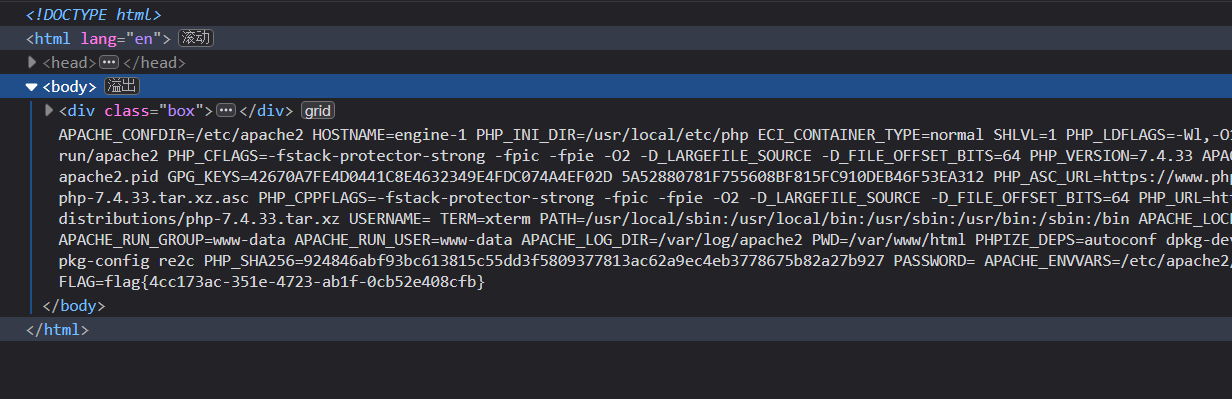 <!DOCTYPE html>
<html lang="en"> 滚动
<head> ••• </head>
<body> 溢出
<div class="box"> ••• </div> grid
APACHE_CONFDIR=/etc/apache2 HOSTNAME=engine-1 PHP_INI_DIR=/usr/local/etc/php ECI_CONTAINER_TYPE=normal SHLVL=1 PHP_LDFLAGS=-Wl,-O1
run/apache2 PHP_CFLAGS=-fstack-protector-strong -fpic -fpie -O2 -D_LARGEFILE_SOURCE -D_FILE_OFFSET_BITS=64 PHP_VERSION=7.4.33 APAC
apache2.pid GPG_KEYS=42670A7FE4D0441C8E4632349E4FDC074A4EF02D 5A52880781F755608BF815FC910DEB46F53EA312 PHP_ASC_URL=https://www.php
php-7.4.33.tar.xz.asc PHP_CPPFLAGS=-fstack-protector-strong -fpic -fpie -O2 -D_LARGEFILE_SOURCE -D_FILE_OFFSET_BITS=64 PHP_URL=htt
distributions/php-7.4.33.tar.xz USERNAME= TERM=xterm PATH=/usr/local/sbin:/usr/local/bin:/usr/sbin:/usr/bin:/sbin:/bin APACHE_LOCK
APACHE_RUN_GROUP=www-data APACHE_RUN_USER=www-data APACHE_LOG_DIR=/var/log/apache2 PWD=/var/www/html PHPIZE_DEPS=autoconf dpkg-dev
pkg-config re2c PHP_SHA256=924846abf93bc613815c55dd3f5809377813ac62a9ec4eb3778675b82a27b927 PASSWORD= APACHE_ENVVARS=/etc/apache2/
FLAG=flag{4cc173ac-351e-4723-ab1f-0cb52e408cfb}
</body>
</html>